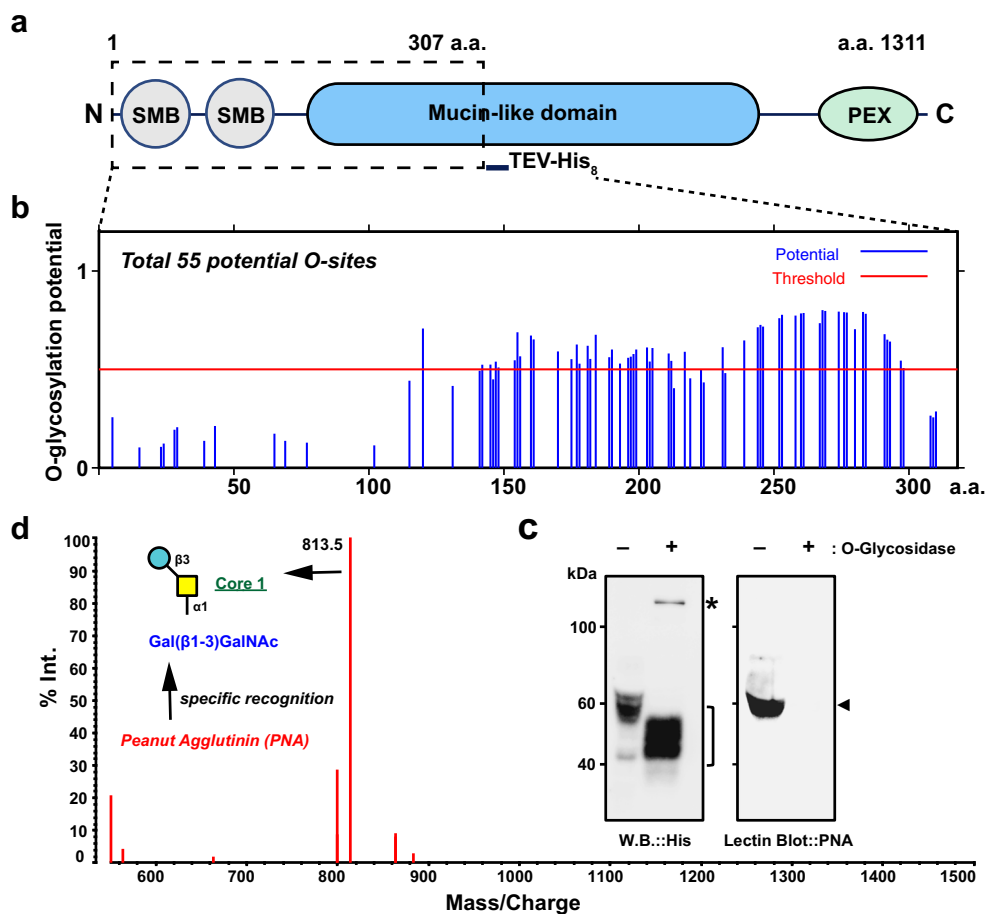 a
1 307 a.a. a.a. 1311
N SMB SMB Mucin-like domain PEX C
TEV-His8
b
O-glycosylation potential
1
0
Total 55 potential O-sites
Potential
Threshold
50 100 150 200 250 300 a.a.
d
% Int.
100
90
80
70
60
50
40
30
20
10
0
813.5
β3
α1
Core 1
Gal(β1-3)GalNAc
specific recognition
Peanut Agglutinin (PNA)
600 700 800 900 1100 1200 1300 1400 1500
Mass/Charge
c
– + – + : O-Glycosidase
kDa
100
60
40
*
W.B.::His Lectin Blot::PNA